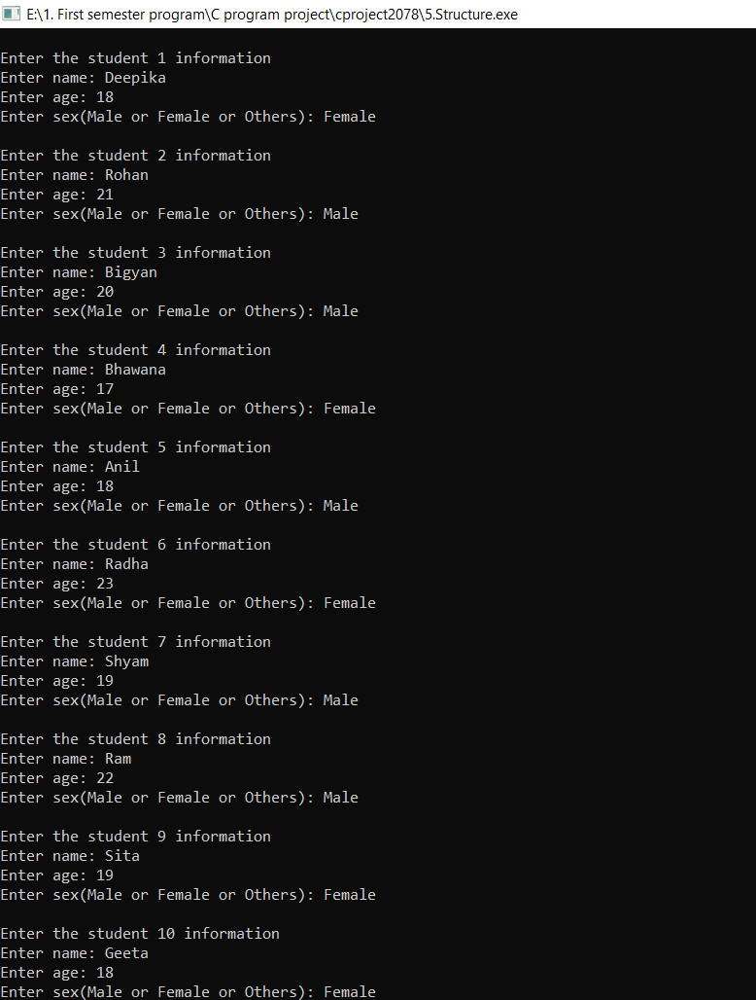 E:\1. First semester program\C program project\cproject2078\5.Structure.exe
Enter the student 1 information
Enter name: Deepika
Enter age: 18
Enter sex(Male or Female or Others): Female
Enter the student 2 information
Enter name: Rohan
Enter age: 21
Enter sex(Male or Female or Others): Male
Enter the student 3 information
Enter name: Bigyan
Enter age: 20
Enter sex(Male or Female or Others): Male
Enter the student 4 information
Enter name: Bhawana
Enter age: 17
Enter sex(Male or Female or Others): Female
Enter the student 5 information
Enter name: Anil
Enter age: 18
Enter sex(Male or Female or Others): Male
Enter the student 6 information
Enter name: Radha
Enter age: 23
Enter sex(Male or Female or Others): Female
Enter the student 7 information
Enter name: Shyam
Enter age: 19
Enter sex(Male or Female or Others): Male
Enter the student 8 information
Enter name: Ram
Enter age: 22
Enter sex(Male or Female or Others): Male
Enter the student 9 information
Enter name: Sita
Enter age: 19
Enter sex(Male or Female or Others): Female
Enter the student 10 information
Enter name: Geeta
Enter age: 18
Enter sex(Male or Female or Others): Female